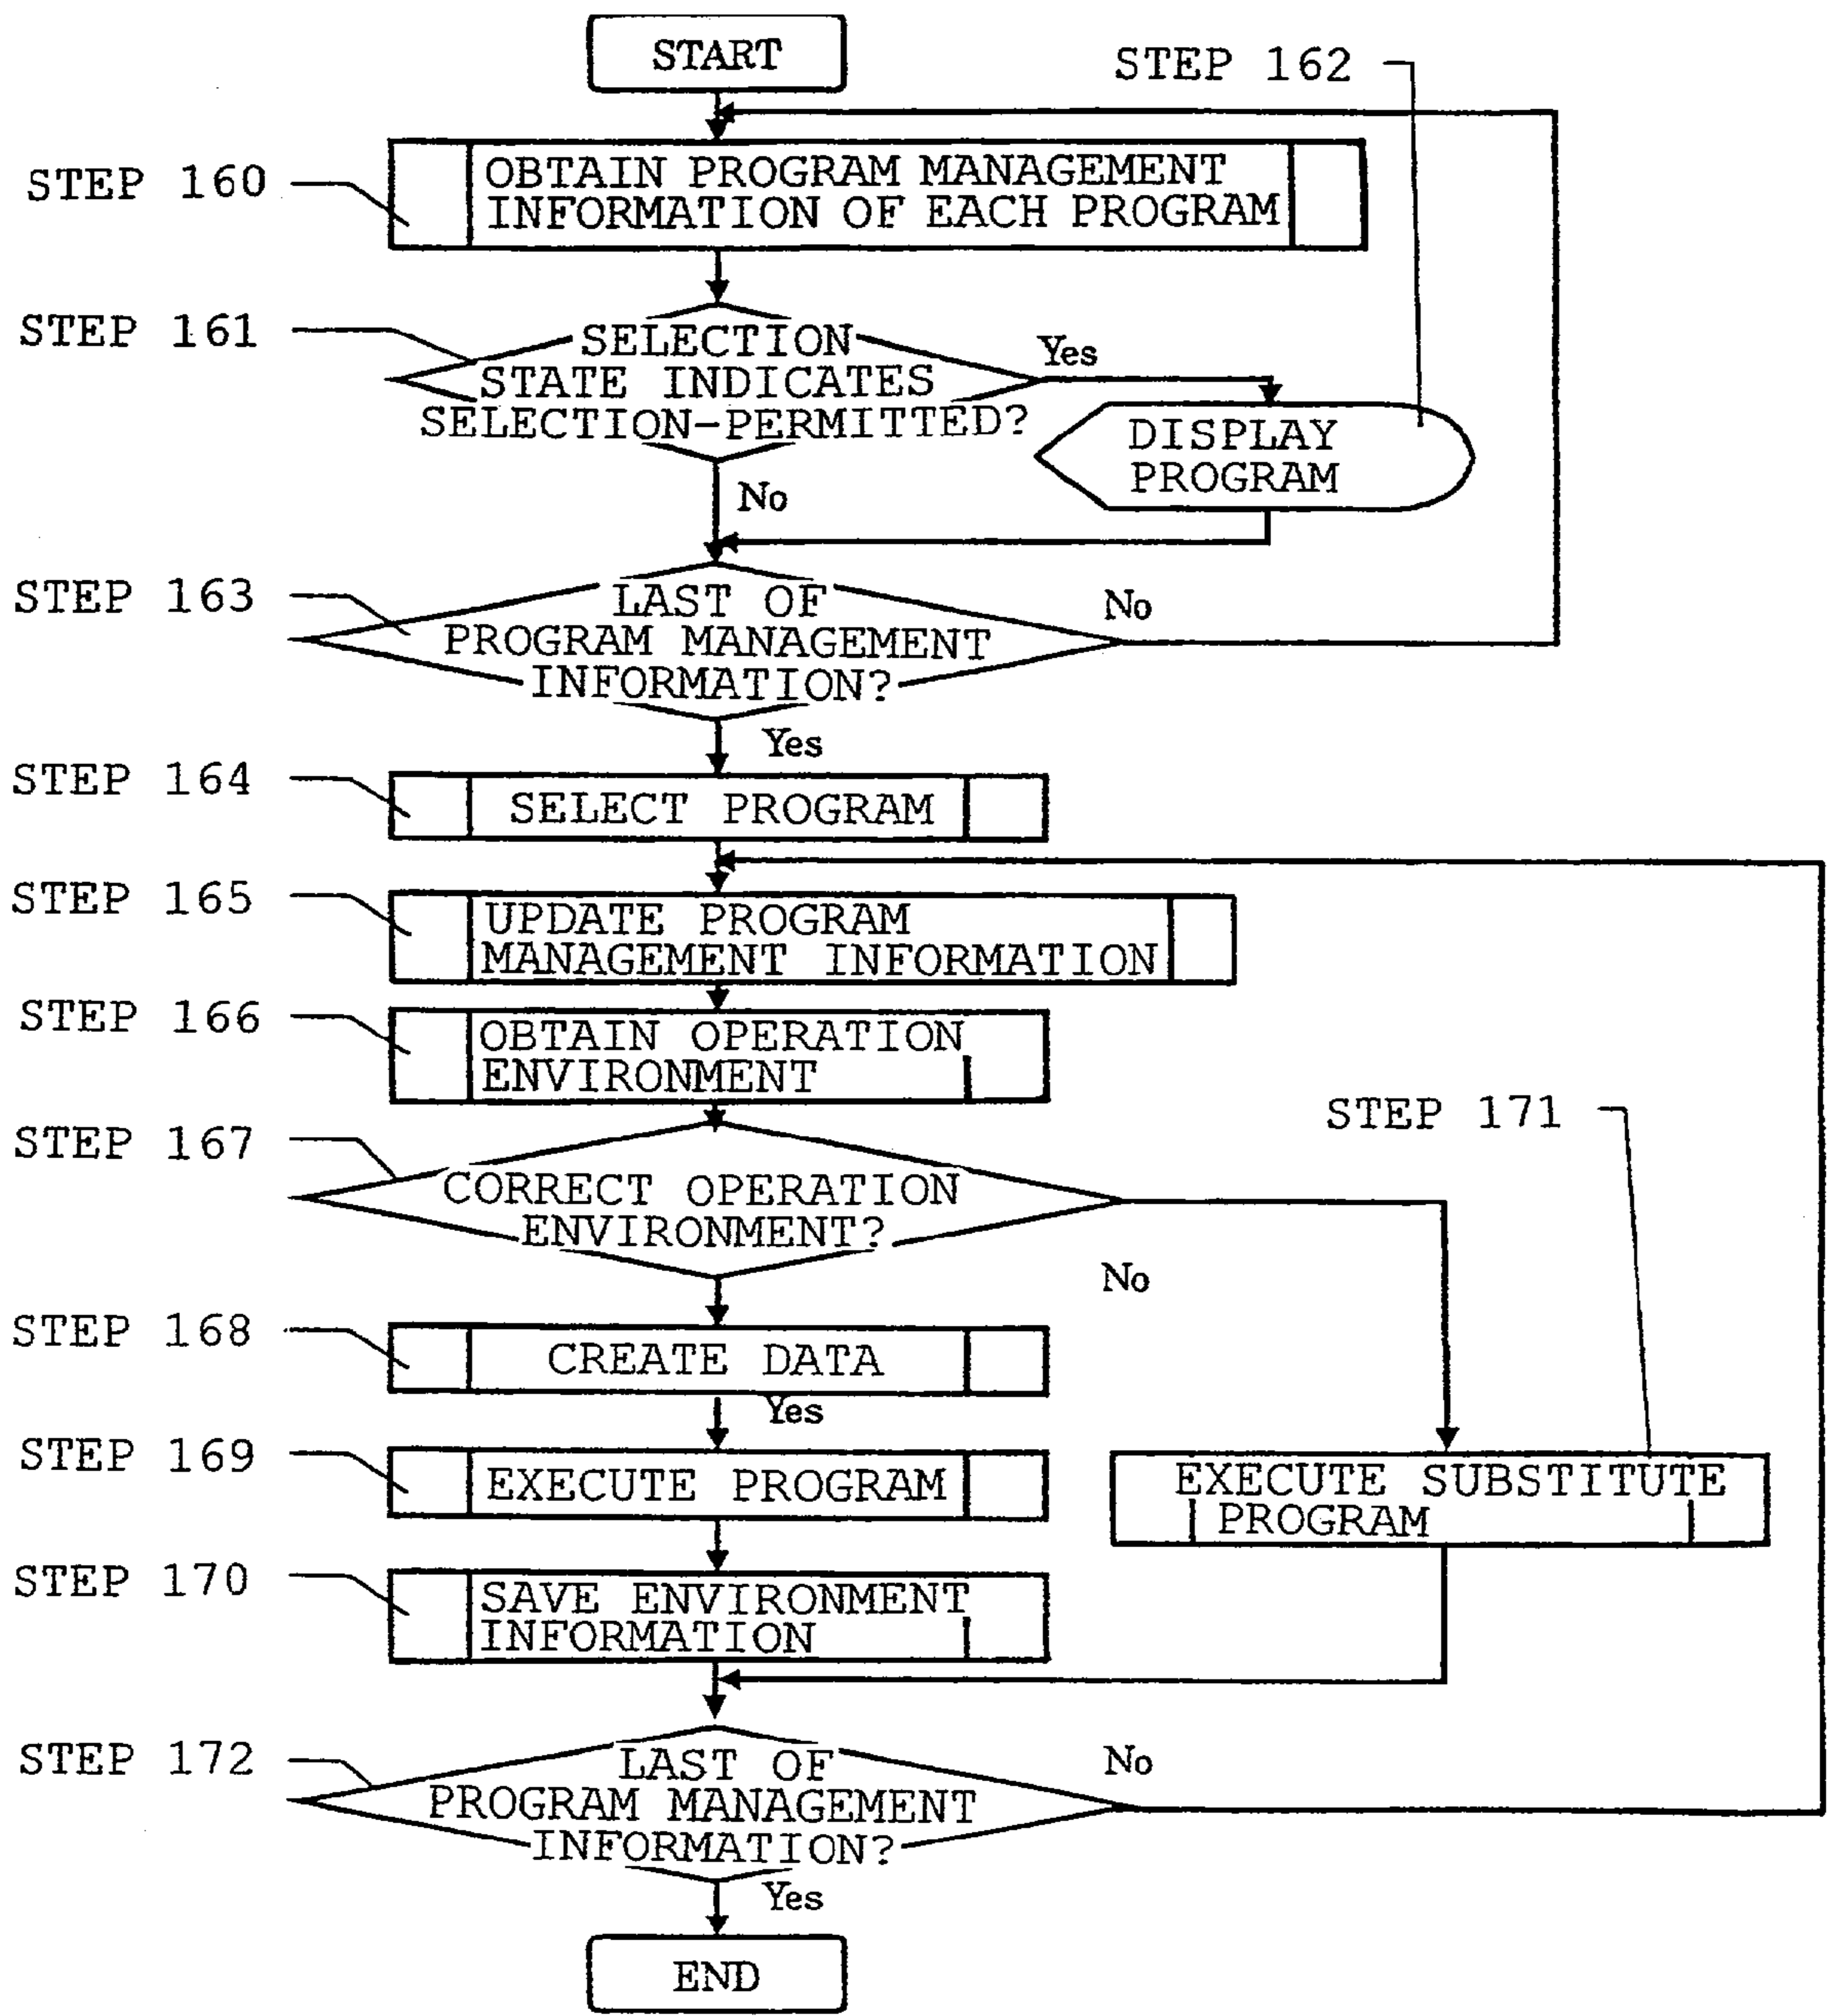 START
STEP 162
STEP 160
OBTAIN PROGRAM MANAGEMENT
INFORMATION OF EACH PROGRAM
STEP 161
SELECTION
STATE INDICATES
SELECTION-PERMITTED?
Yes
DISPLAY
PROGRAM
No
STEP 163
LAST OF
PROGRAM MANAGEMENT
INFORMATION?
No
Yes
STEP 164
SELECT PROGRAM
STEP 165
UPDATE PROGRAM
MANAGEMENT INFORMATION
STEP 166
OBTAIN OPERATION
ENVIRONMENT
STEP 171
STEP 167
CORRECT OPERATION
ENVIRONMENT?
No
STEP 168
CREATE DATA
Yes
STEP 169
EXECUTE PROGRAM
EXECUTE SUBSTITUTE
PROGRAM
STEP 170
SAVE ENVIRONMENT
INFORMATION
STEP 172
LAST OF
PROGRAM MANAGEMENT
INFORMATION?
No
Yes
END